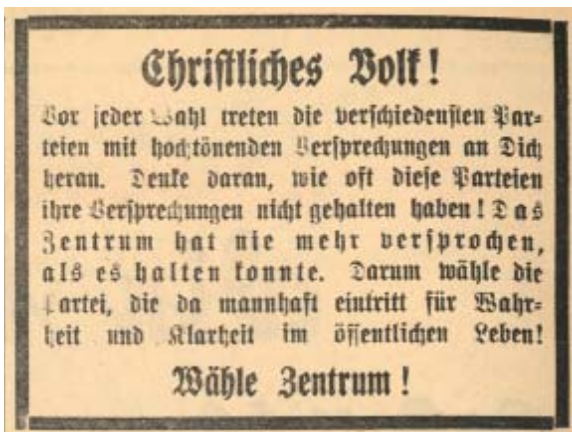 Christliches Volk!
Vor jeder Wahl treten die verschiedensten Par-
teien mit hochtönenden Versprechungen an Dich
heran. Denke daran, wie oft diese Parteien
ihre Versprechungen nicht gehalten haben! Das
Zentrum hat nie mehr versprochen,
als es halten konnte. Darum wähle die
Partei, die da mannhaft eintritt für Wahr-
heit und Klarheit im öffentlichen Leben!
Wähle Zentrum!